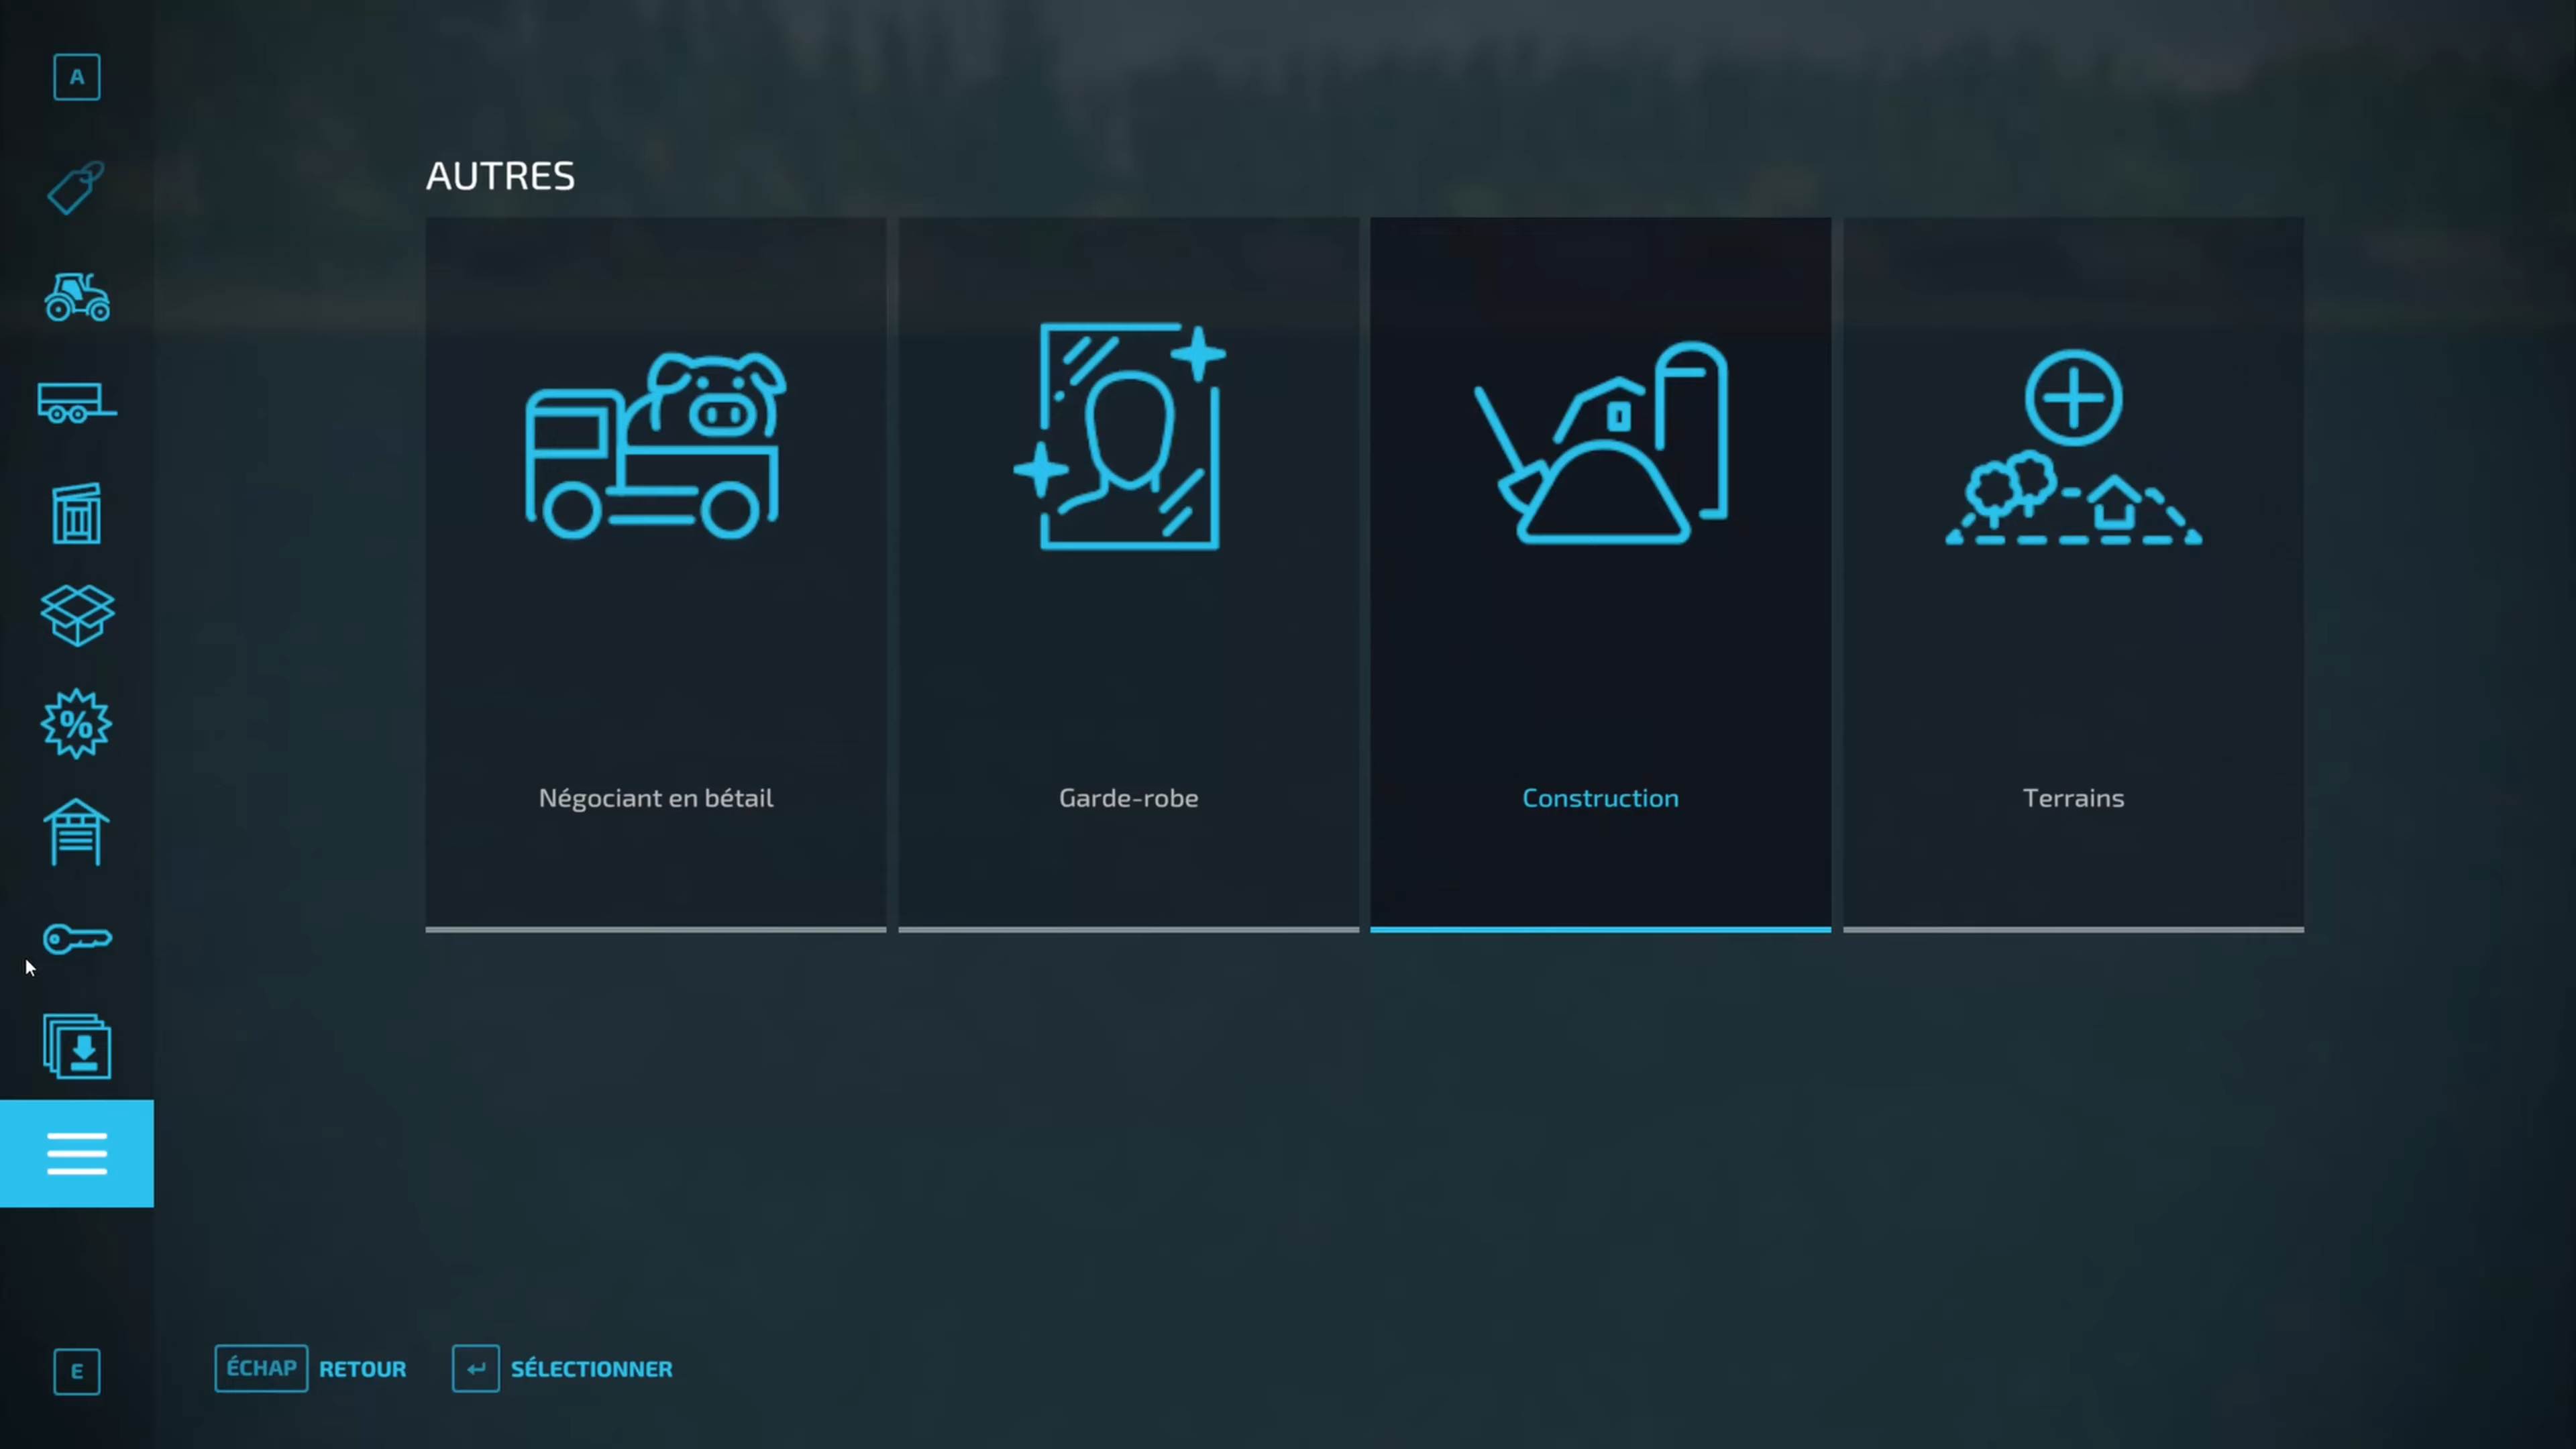 A
AUTRES
%
Négociant en bétail
Garde-robe
Construction
Terrains
E
ÉCHAP RETOUR
SÉLECTIONNER